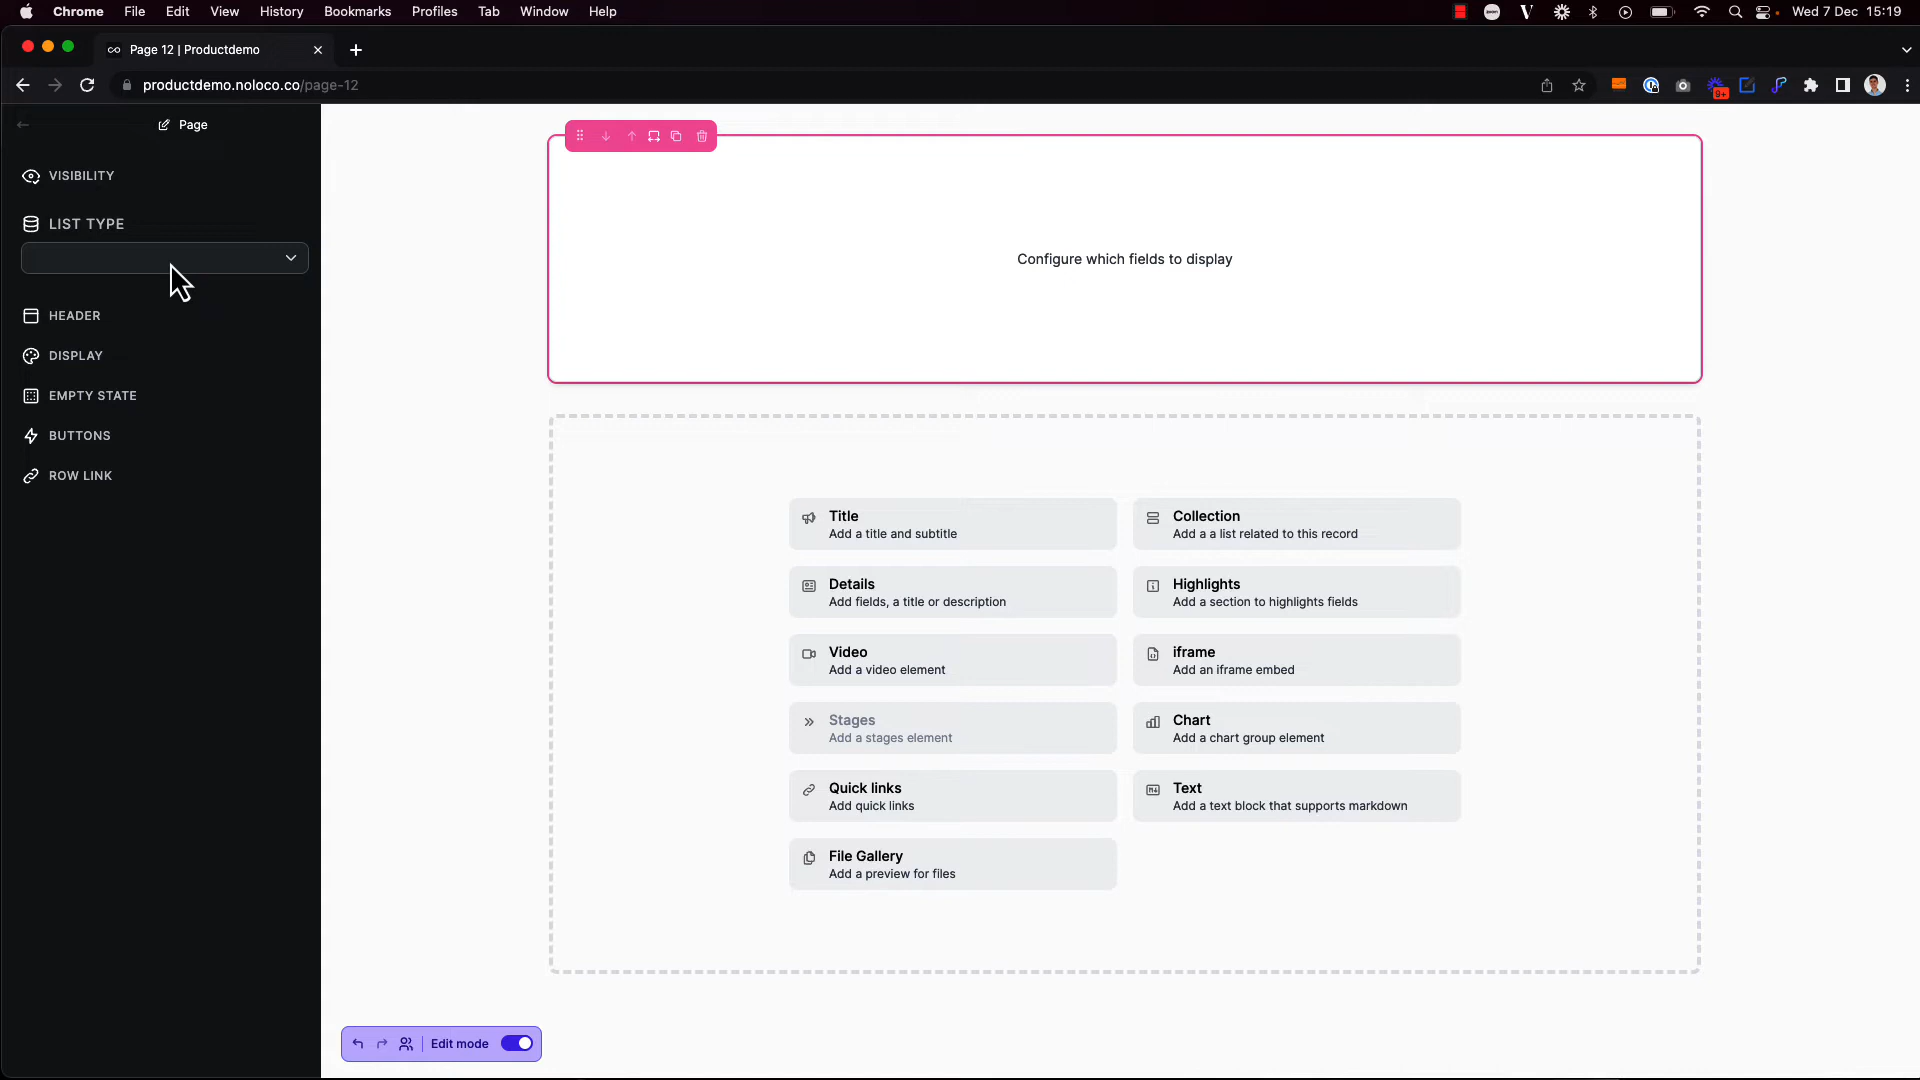 Chrome File Edit View History Bookmarks Profiles Tab Window Help
Wed 7 Dec 15:19
Page 12 | Productdemo
productdemo.noloco.co/page-12
9+
Page
VISIBILITY
LIST TYPE
HEADER
DISPLAY
EMPTY STATE
BUTTONS
ROW LINK
Configure which fields to display
Title
Add a title and subtitle
Collection
Add a a list related to this record
Details
Add fields, a title or description
Highlights
Add a section to highlights fields
Video
Add a video element
iframe
Add an iframe embed
Stages
Add a stages element
Chart
Add a chart group element
Quick links
Add quick links
Text
Add a text block that supports markdown
File Gallery
Add a preview for files
Edit mode